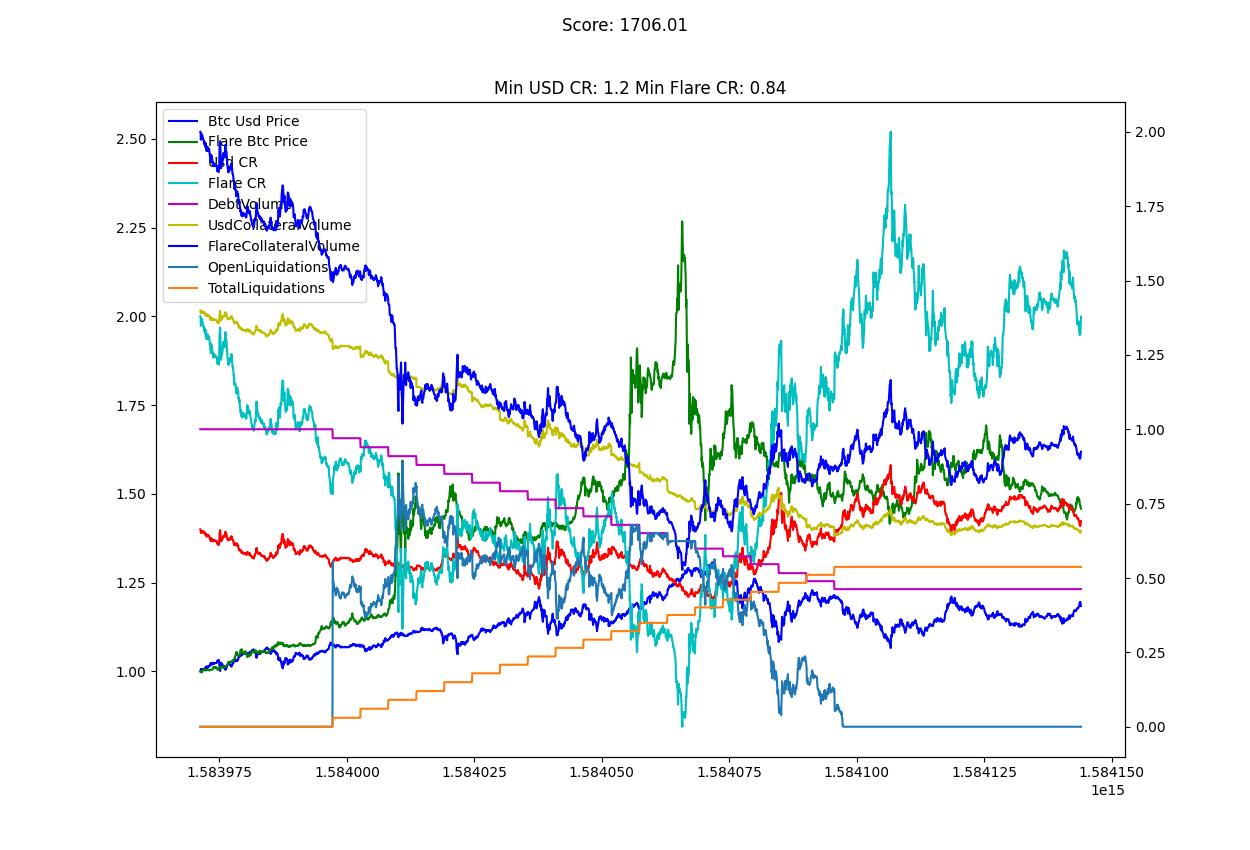 Score: 1706.01
Min USD CR: 1.2 Min Flare CR: 0.84
Btc Usd Price
Flare Btc Price
Usd CR
Flare CR
DebtVolume
UsdCollateralVolume
FlareCollateralVolume
OpenLiquidations
TotalLiquidations
2.50
2.25
2.00
1.75
1.50
1.25
1.00
2.00
1.75
1.50
1.25
1.00
0.75
0.50
0.25
0.00
1.583975 1.584000 1.584025 1.584050 1.584075 1.584100 1.584125 1.584150
1e15